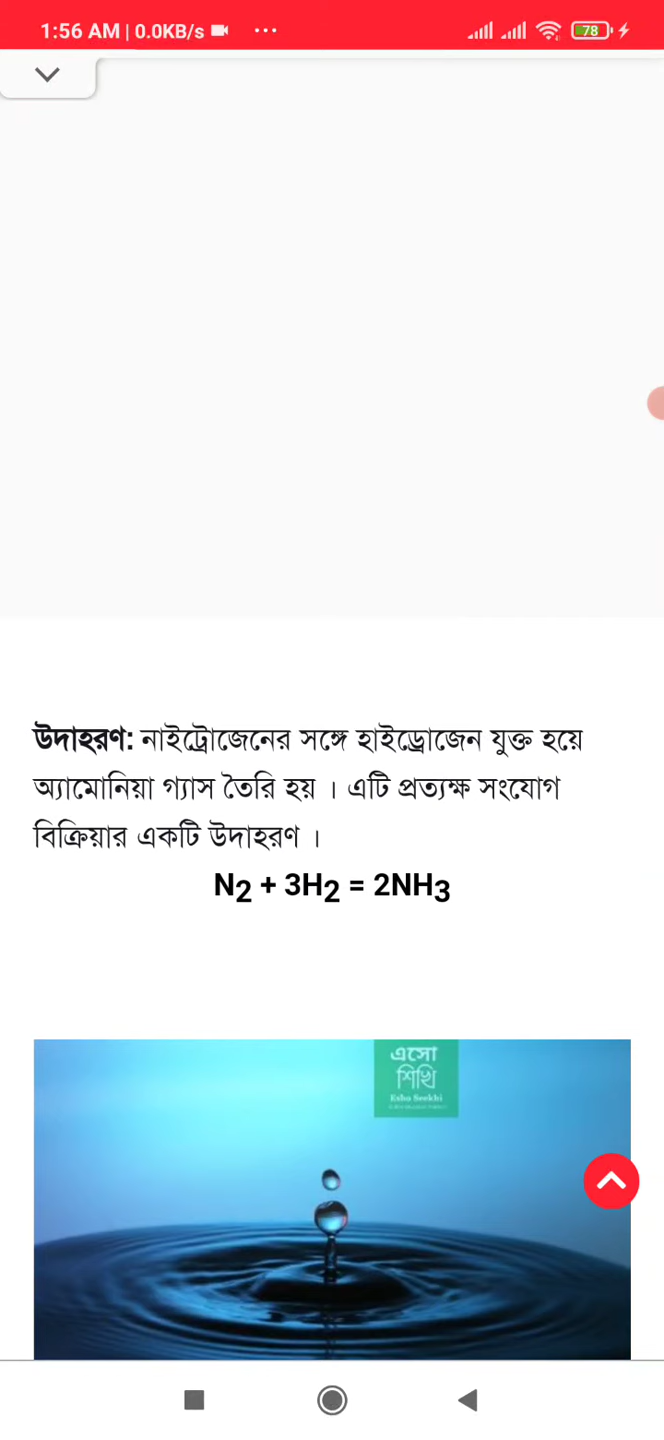 1:56 AM | 0.0KB/s ...
78
উদাহরণ: নাইট্রোজেনের সঙ্গে হাইড্রোজেন যুক্ত হয়ে
অ্যামোনিয়া গ্যাস তৈরি হয় । এটি প্রত্যক্ষ সংযোগ
বিক্রিয়ার একটি উদাহরণ ।
N2 + 3H2 = 2NH3
এসো
শিখি
Esho Seekhi